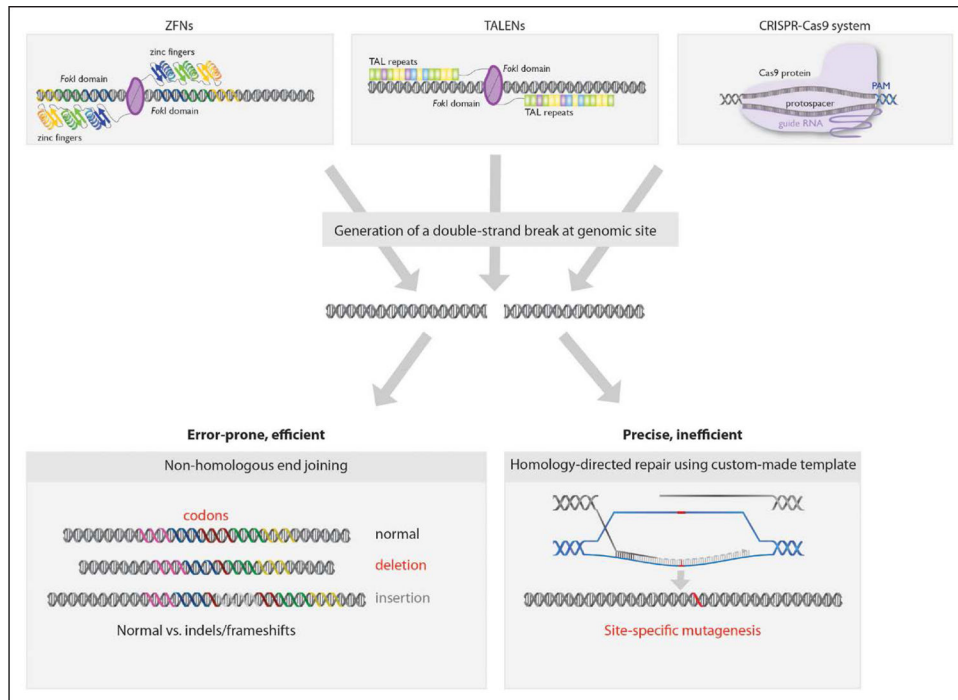 ZFNs
TALENs
CRISPR-Cas9 system
zinc fingers
FokI domain
FokI domain
zinc fingers
TAL repeats
FokI domain
FokI domain
TAL repeats
Cas9 protein
PAM
protospacer
guide RNA
Generation of a double-strand break at genomic site
Error-prone, efficient
Non-homologous end joining
codons
normal
deletion
insertion
Normal vs. indels/frameshifts
Precise, inefficient
Homology-directed repair using custom-made template
Site-specific mutagenesis